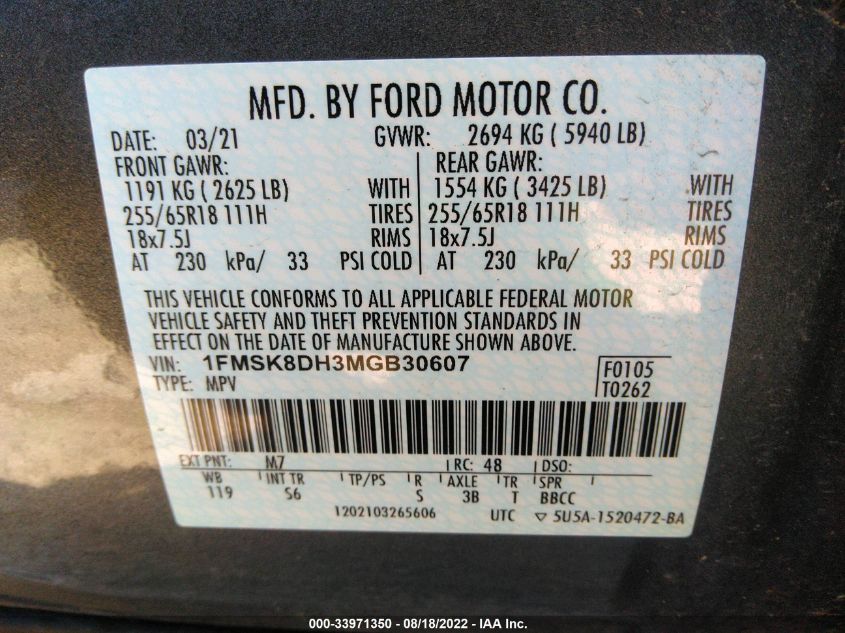 MFD. BY FORD MOTOR CO.
DATE: 03/21 GVWR: 2694 KG ( 5940 LB)
FRONT GAWR: REAR GAWR:
1191 KG ( 2625 LB) WITH 1554 KG ( 3425 LB) WITH
255/65R18 111H TIRES 255/65R18 111H TIRES
18x7.5J RIMS 18x7.5J RIMS
AT 230 kPa/ 33 PSI COLD AT 230 kPa/ 33 PSI COLD
THIS VEHICLE CONFORMS TO ALL APPLICABLE FEDERAL MOTOR
VEHICLE SAFETY AND THEFT PREVENTION STANDARDS IN
EFFECT ON THE DATE OF MANUFACTURE SHOWN ABOVE.
VIN: 1FMSK8DH3MGB30607 F0105
TYPE: MPV T0262
EXT PNT: M7 RC: 48 DSO:
WB INT TR TP/PS R AXLE TR SPR
119 S6 S 3B T BBCC
1202103265606 UTC ▽ 5U5A-1520472-BA
000-33971350 - 08/18/2022 - IAA Inc.